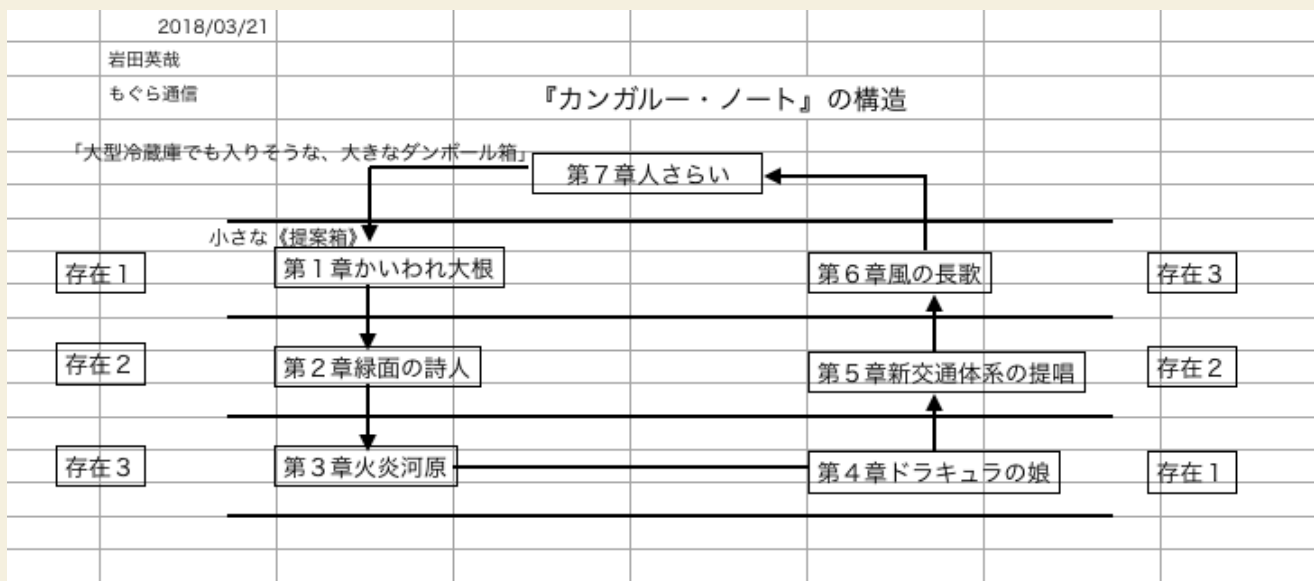 2018/03/21
岩田英哉
もぐら通信
『カンガルー・ノート』の構造
「大型冷蔵庫でも入りそうな、大きなダンボール箱」
第７章人さらい
小さな《提案箱》
存在１
第１章かいわれ大根
第６章風の長歌
存在３
存在２
第２章緑面の詩人
第５章新交通体系の提唱
存在２
存在３
第３章火炎河原
第４章ドラキュラの娘
存在１